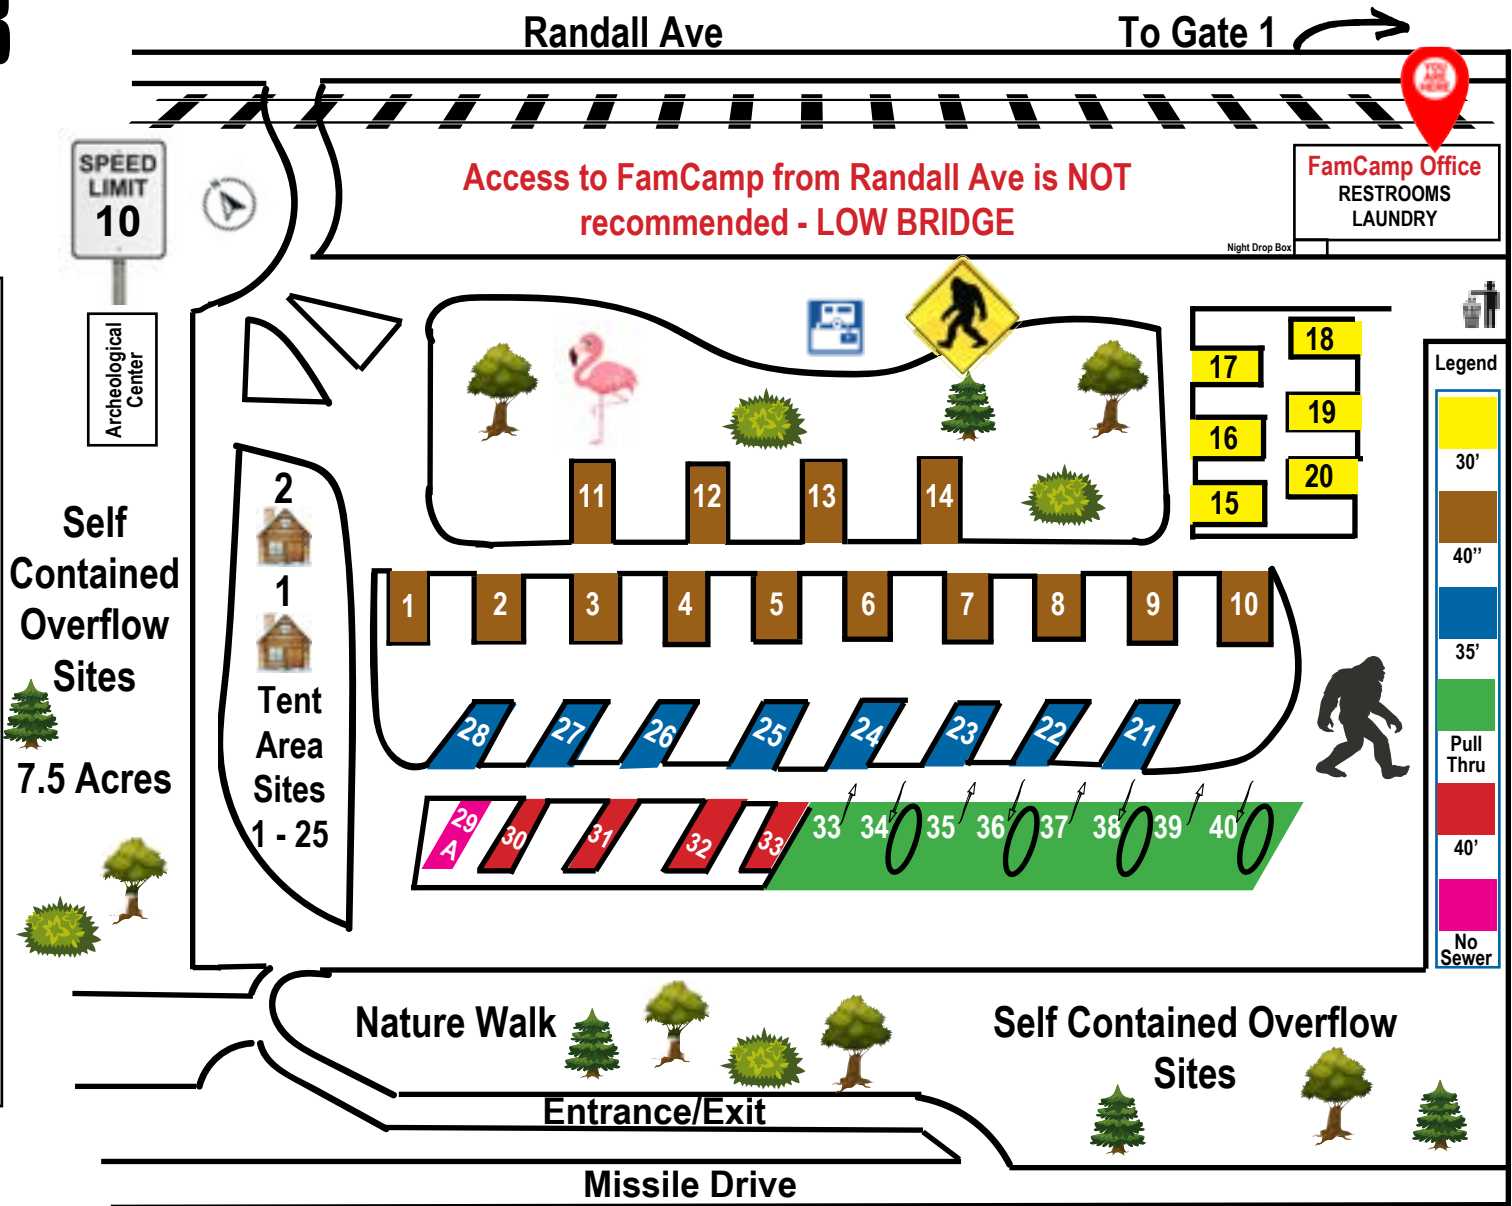 B
Randall Ave
To Gate 1
YOU
ARE
HERE
SPEED
LIMIT
10
N
Access to FamCamp from Randall Ave is NOT
recommended - LOW BRIDGE
FamCamp Office
RESTROOMS
LAUNDRY
Night Drop Box
Archeological
Center
18
17
19
16
20
15
Legend
30’
40’’
35’
Pull
Thru
40’
No
Sewer
11
12
13
14
Self
Contained
Overflow
Sites
7.5 Acres
2
1
Tent
Area
Sites
1 - 25
1
2
3
4
5
6
7
8
9
10
28
27
26
25
24
23
22
21
29
A
30
31
32
33
33
34
35
36
37
38
39
40
Nature Walk
Self Contained Overflow
Sites
Entrance/Exit
Missile Drive